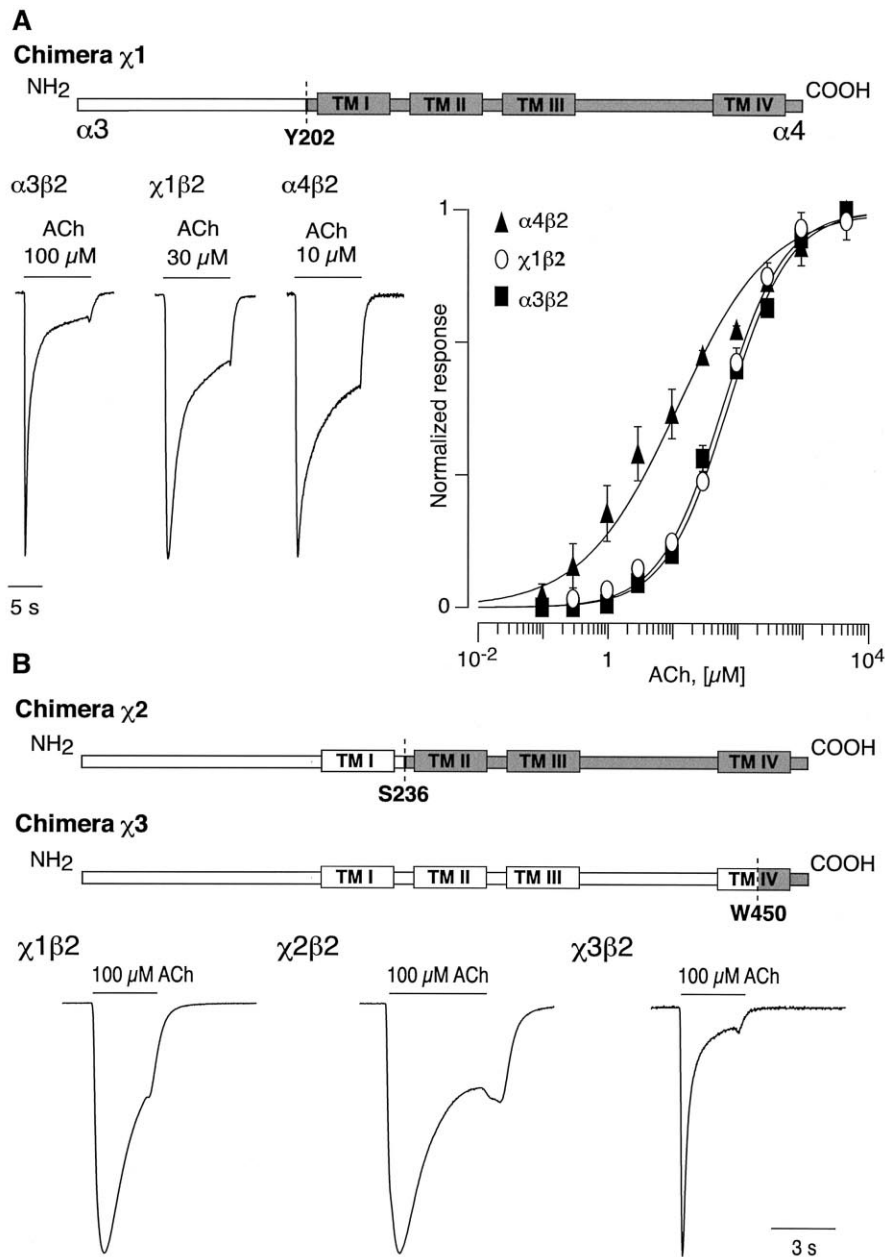 A
Chimera χ1
NH2 TM I TM II TM III TM IV COOH
α3 Y202 α4
α3β2 χ1β2 α4β2
ACh ACh ACh
100 µM 30 µM 10 µM
5 s
1
Normalized response
0
α4β2
χ1β2
α3β2
10-2 1 10 4
ACh, [µM]
B
Chimera χ2
NH2 TM I TM II TM III TM IV COOH
S236
Chimera χ3
NH2 TM I TM II TM III TM IV COOH
W450
χ1β2 χ2β2 χ3β2
100 µM ACh 100 µM ACh 100 µM ACh
3 s